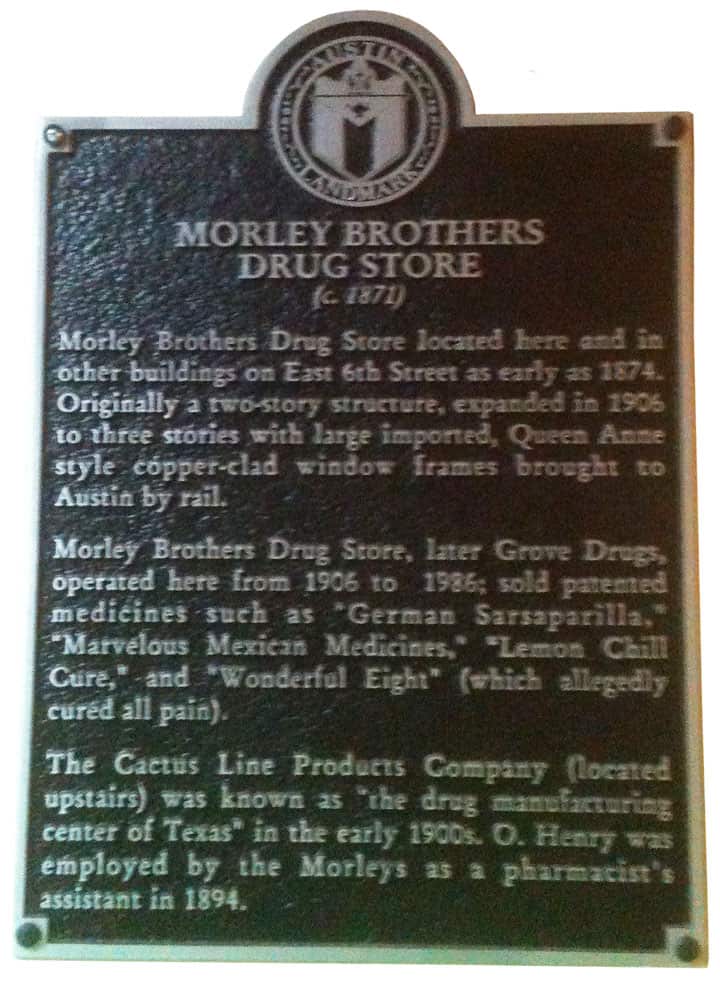 AUSTIN
LANDMARK
MORLEY BROTHERS
DRUG STORE
(c. 1871)
Morley Brothers Drug Store located here and in
other buildings on East 6th Street as early as 1874.
Originally a two-story structure, expanded in 1906
to three stories with large imported, Queen Anne
style copper-clad window frames brought to
Austin by rail.
Morley Brothers Drug Store, later Grove Drugs,
operated here from 1906 to 1986; sold patented
medicines such as "German Sarsaparilla,"
"Marvelous Mexican Medicines," "Lemon Chill
Cure," and "Wonderful Eight" (which allegedly
cured all pain).
The Cactus Line Products Company (located
upstairs) was known as "the drug manufacturing
center of Texas" in the early 1900s. O. Henry was
employed by the Morleys as a pharmacist's
assistant in 1894.